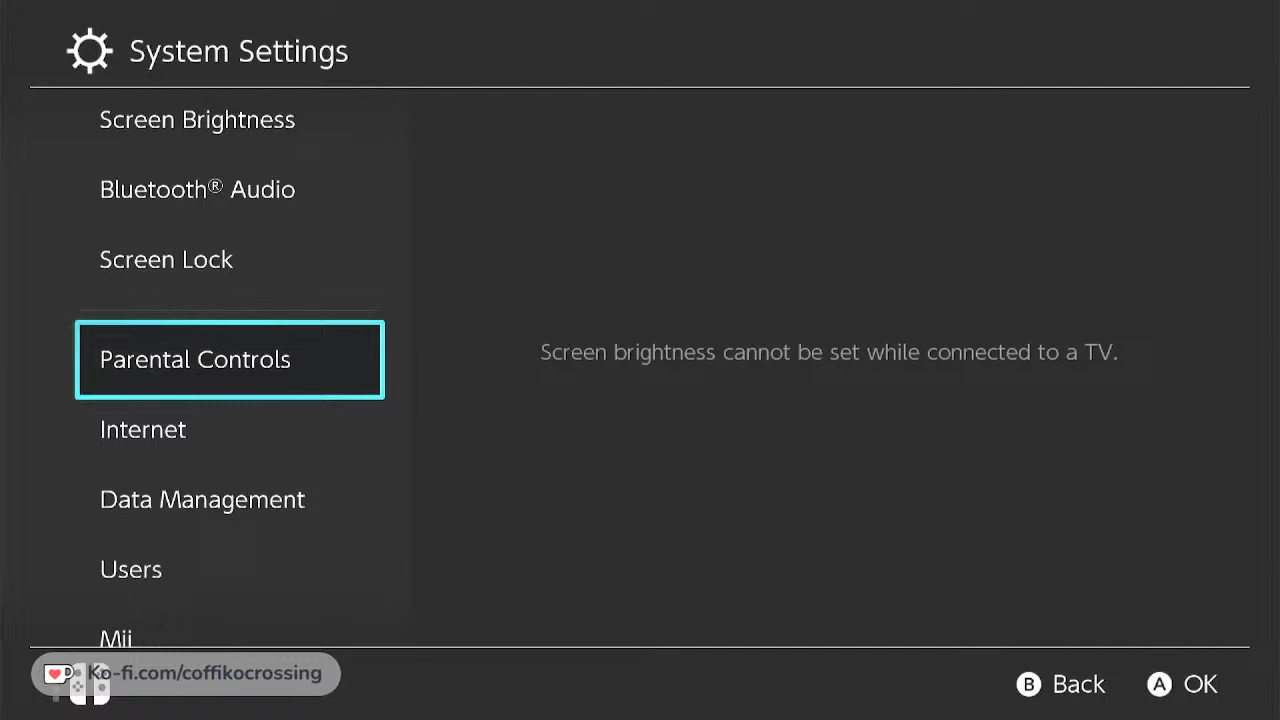 System Settings
Screen Brightness
Bluetooth® Audio
Screen Lock
Parental Controls
Screen brightness cannot be set while connected to a TV.
Internet
Data Management
Users
Mii
Ko-fi.com/coffikocrossing
B Back A OK